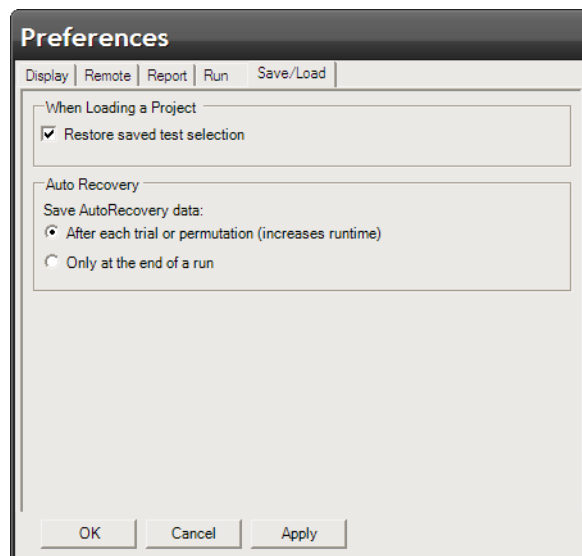 Preferences
Display Remote Report Run Save/Load
When Loading a Project
Restore saved test selection
Auto Recovery
Save AutoRecovery data:
After each trial or permutation (increases runtime)
Only at the end of a run
OK Cancel Apply